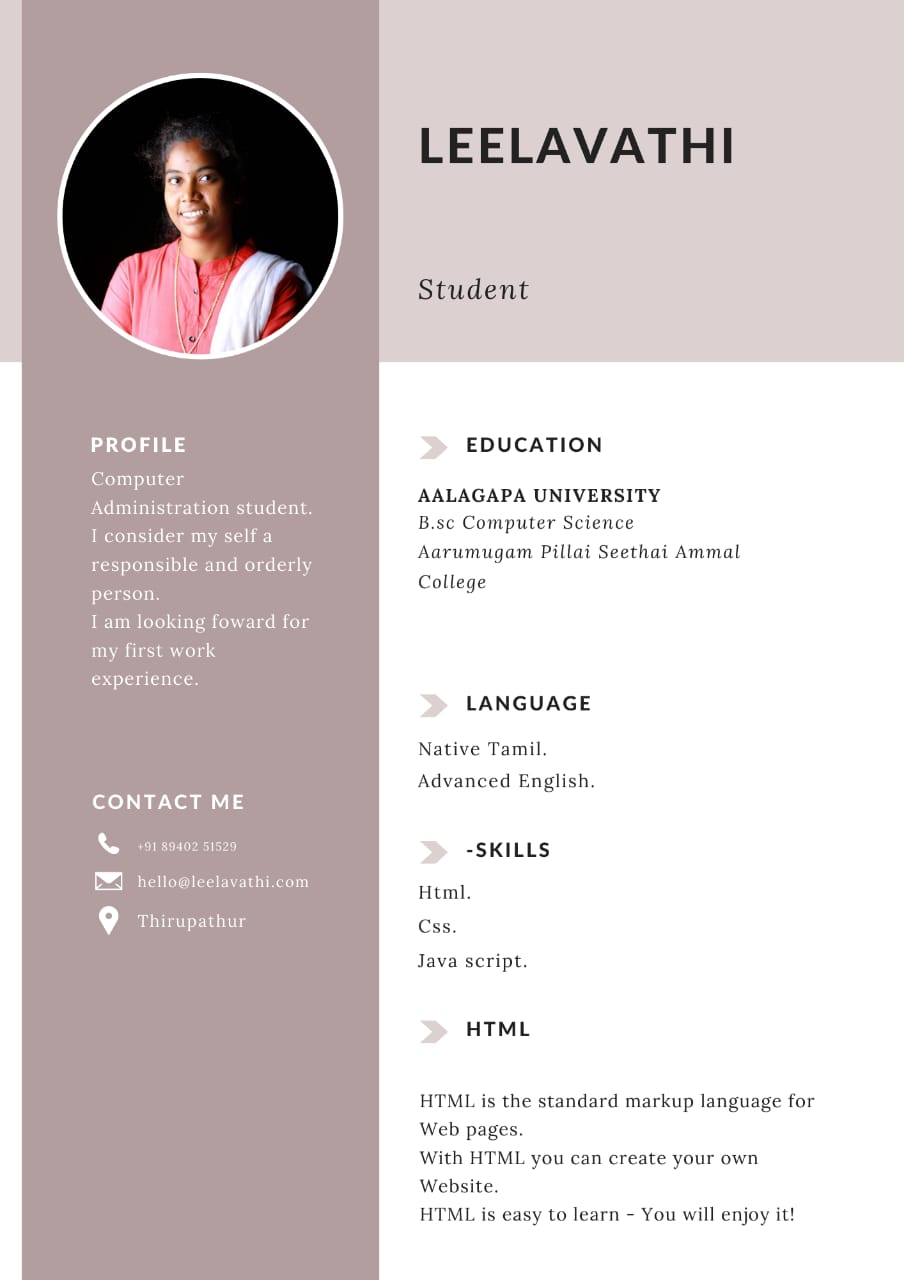 LEELAVATHI
Student
PROFILE
Computer
Administration student.
I consider my self a
responsible and orderly
person.
I am looking foward for
my first work
experience.
CONTACT ME
+91 89402 51529
hello@leelavathi.com
Thirupathur
EDUCATION
AALAGAPA UNIVERSITY
B.sc Computer Science
Aarumugam Pillai Seethai Ammal
College
LANGUAGE
Native Tamil.
Advanced English.
-SKILLS
Html.
Css.
Java script.
HTML
HTML is the standard markup language for
Web pages.
With HTML you can create your own
Website.
HTML is easy to learn - You will enjoy it!